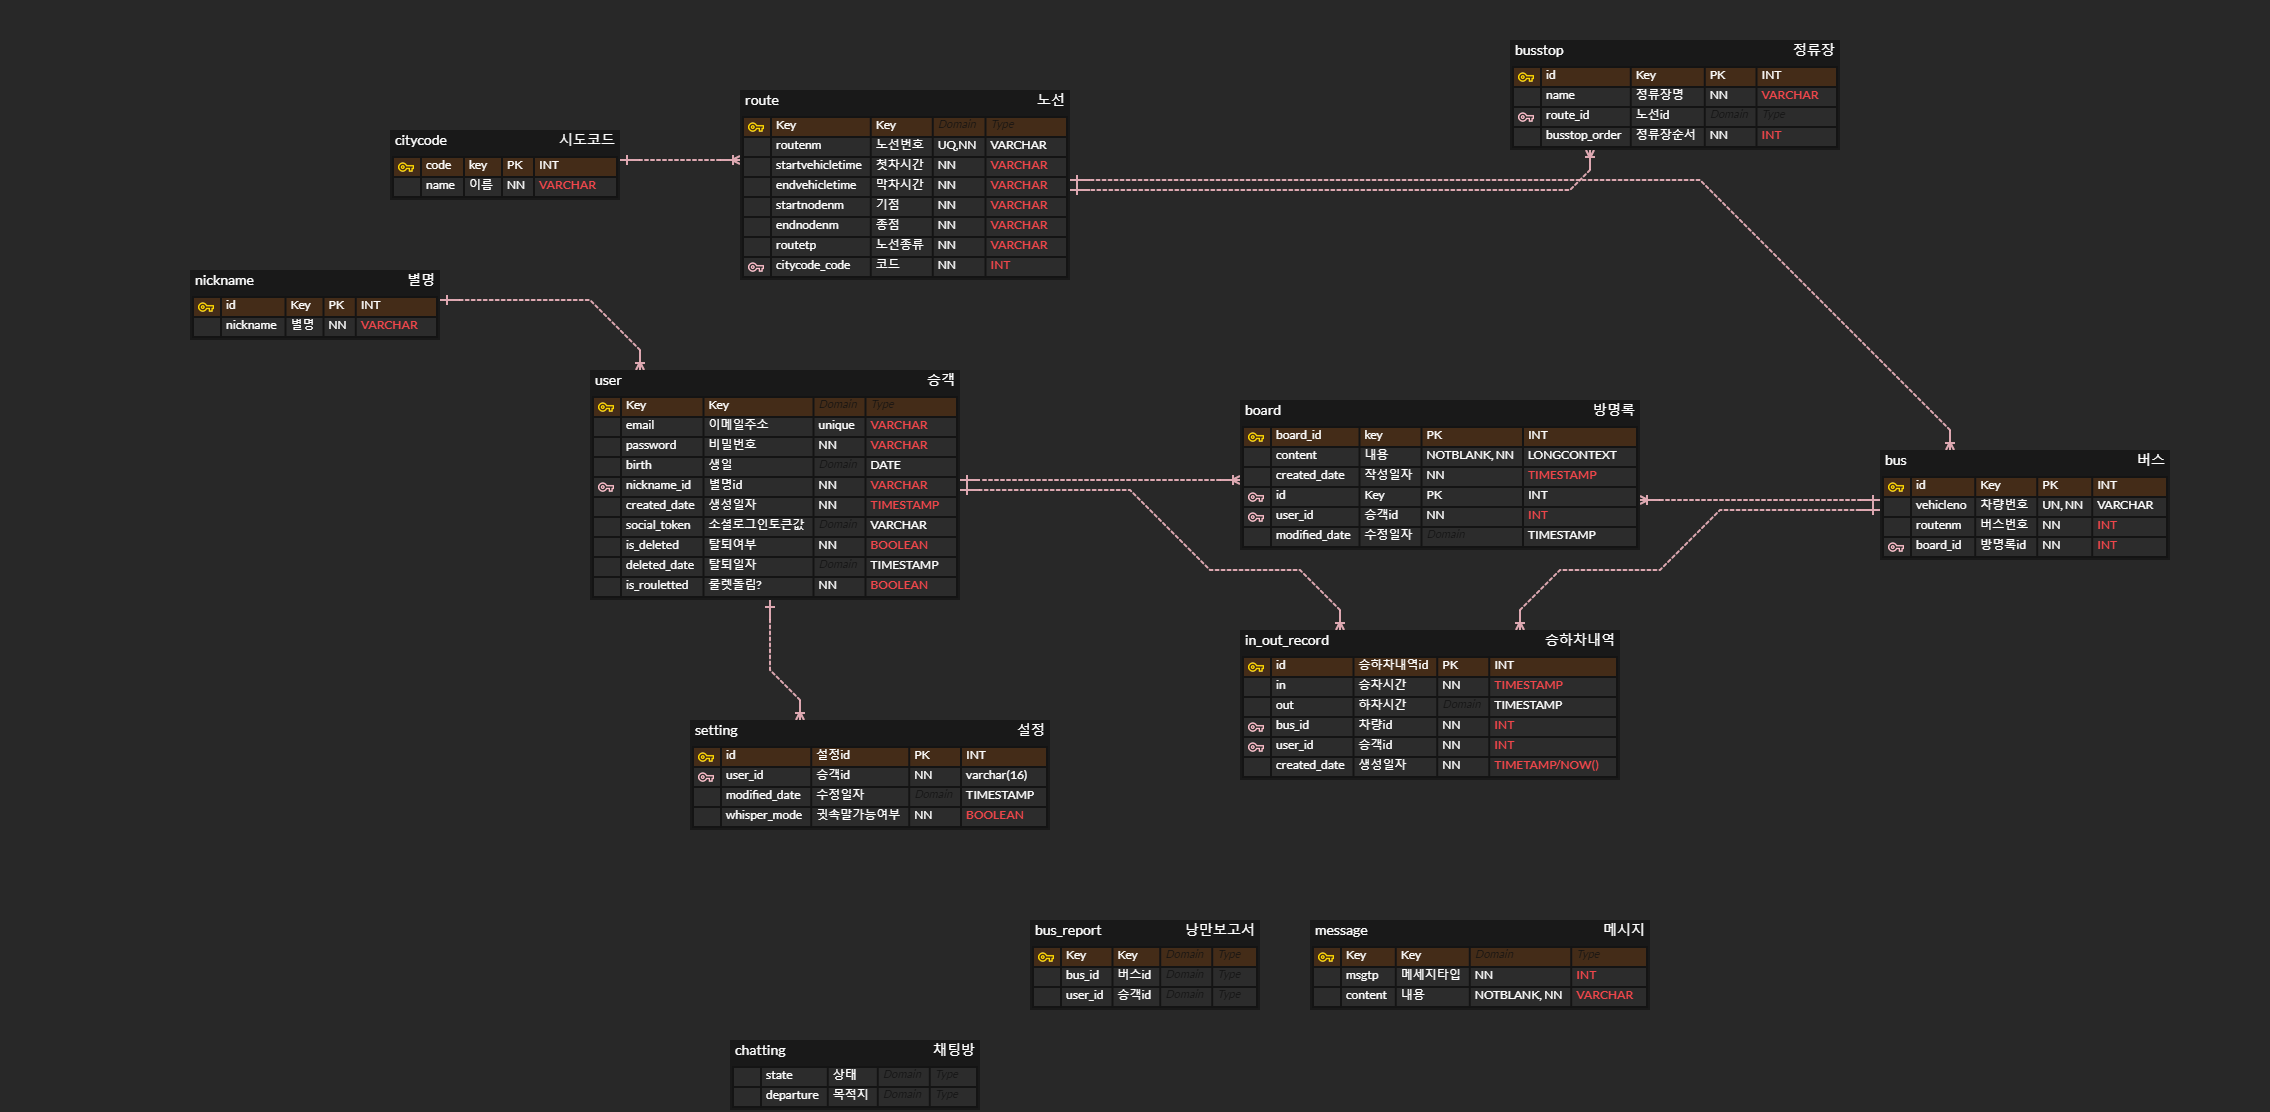 busstop 정류장
id Key PK INT
name 정류장명 NN VARCHAR
route_id 노선id Domain Type
busstop_order 정류장순서 NN INT
route 노선
Key Key Domain Type
routenm 노선번호 UQ,NN VARCHAR
startvehicletime 첫차시간 NN VARCHAR
endvehicletime 막차시간 NN VARCHAR
startnodenm 기점 NN VARCHAR
endnodenm 종점 NN VARCHAR
routetp 노선종류 NN VARCHAR
citycode_code 코드 NN INT
citycode 시도코드
code key PK INT
name 이름 NN VARCHAR
nickname 별명
id Key PK INT
nickname 별명 NN VARCHAR
user 승객
Key Key Domain Type
email 이메일주소 unique VARCHAR
password 비밀번호 NN VARCHAR
birth 생일 Domain DATE
nickname_id 별명id NN VARCHAR
created_date 생성일자 NN TIMESTAMP
social_token 소셜로그인토큰값 Domain VARCHAR
is_deleted 탈퇴여부 NN BOOLEAN
deleted_date 탈퇴일자 Domain TIMESTAMP
is_rouletted 룰렛돌림? NN BOOLEAN
board 방명록
board_id key PK INT
content 내용 NOTBLANK, NN LONGCONTEXT
created_date 작성일자 NN TIMESTAMP
id Key PK INT
user_id 승객id NN INT
modified_date 수정일자 Domain TIMESTAMP
bus 버스
id Key PK INT
vehicleno 차량번호 UN, NN VARCHAR
routenm 버스번호 NN INT
board_id 방명록id NN INT
in_out_record 승하차내역
id 승하차내역id PK INT
in 승차시간 NN TIMESTAMP
out 하차시간 Domain TIMESTAMP
bus_id 차량id NN INT
user_id 승객id NN INT
created_date 생성일자 NN TIMETAMP/NOW()
setting 설정
id 설정id PK INT
user_id 승객id NN varchar(16)
modified_date 수정일자 Domain TIMESTAMP
whisper_mode 귓속말가능여부 NN BOOLEAN
bus_report 낭만보고서
Key Key Domain Type
bus_id 버스id Domain Type
user_id 승객id Domain Type
message 메시지
Key Key Domain Type
msgtp 메세지타입 NN INT
content 내용 NOTBLANK, NN VARCHAR
chatting 채팅방
state 상태 Domain Type
departure 목적지 Domain Type